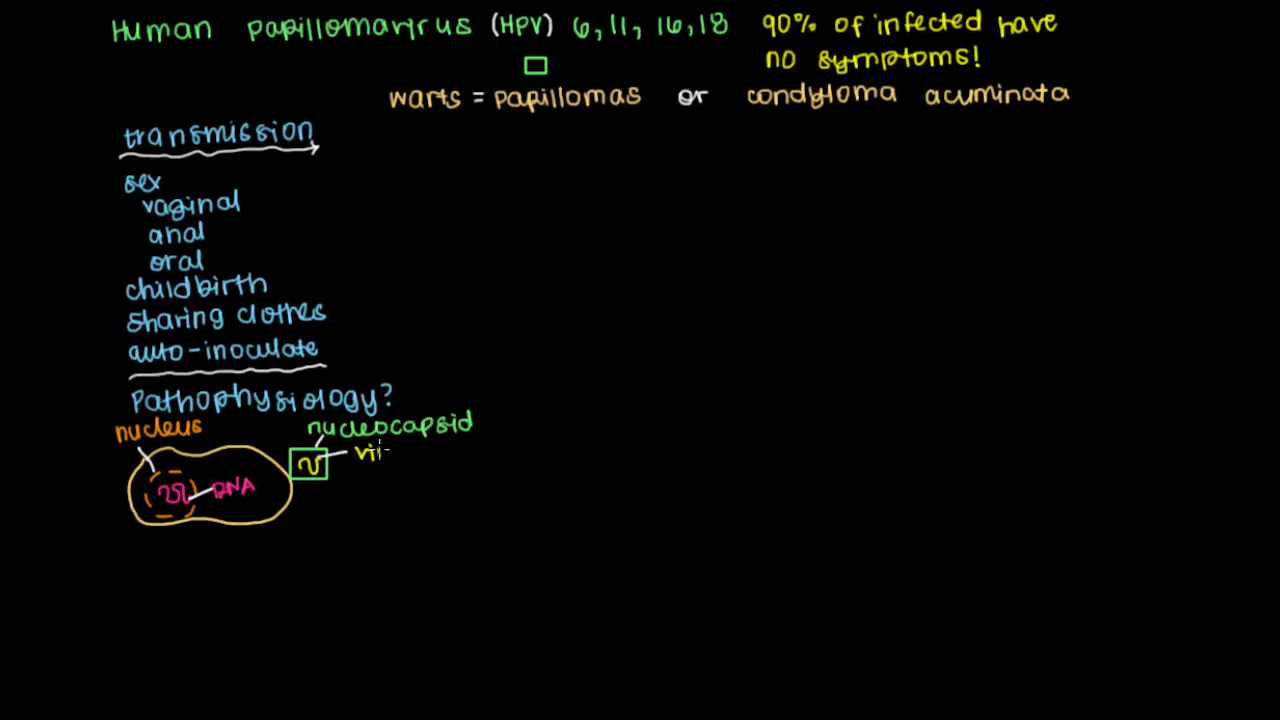 Human papillomavirus (HPV) 6, 11, 16, 18 90% of infected have
no symptoms!
warts = papillomas or condyloma acuminata
transmission
sex
vaginal
anal
oral
childbirth
sharing clothes
auto-inoculate
Pathophysiology?
nucleus
nucleocapsid
vi
DNA